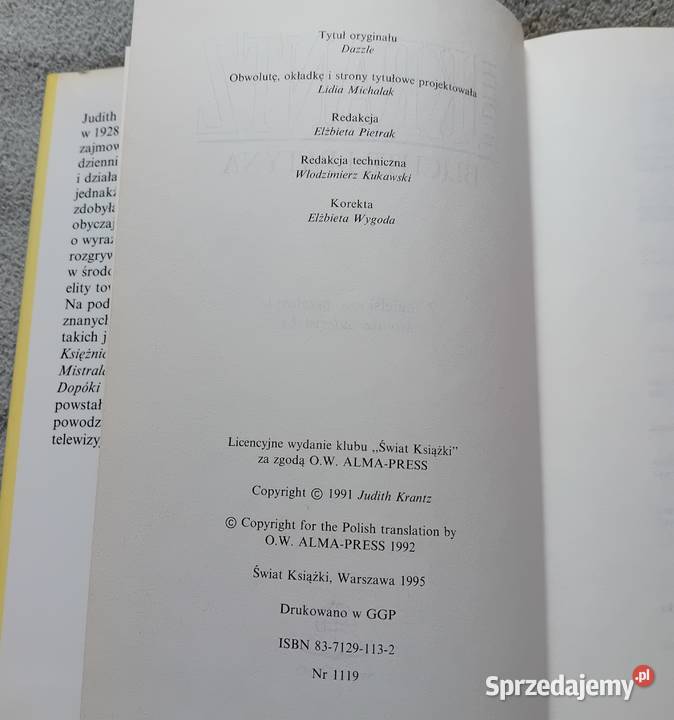 Tytuł oryginału
Dazzle
Obwolutę, okładkę i strony tytułowe projektowała
Lidia Michalak
Redakcja
Elżbieta Pietrak
Redakcja techniczna
Włodzimierz Kukawski
Korekta
Elżbieta Wygoda
Licencyjne wydanie klubu „Świat Książki”
za zgodą O.W. ALMA-PRESS
Copyright © 1991 Judith Krantz
© Copyright for the Polish translation by
O.W. ALMA-PRESS 1992
Świat Książki, Warszawa 1995
Drukowano w GGP
ISBN 83-7129-113-2
Nr 1119
Judith
w 1928
zajmow
dzienni
i działa
jednak
zdobyła
obyczaj
o wyraz
rozgryw
w środo
elity tow
Na pod
znanych
takich j
Księżnic
Mistrala
Dopóki
powstał
powodz
telewizyj
Sprzedajemy.pl